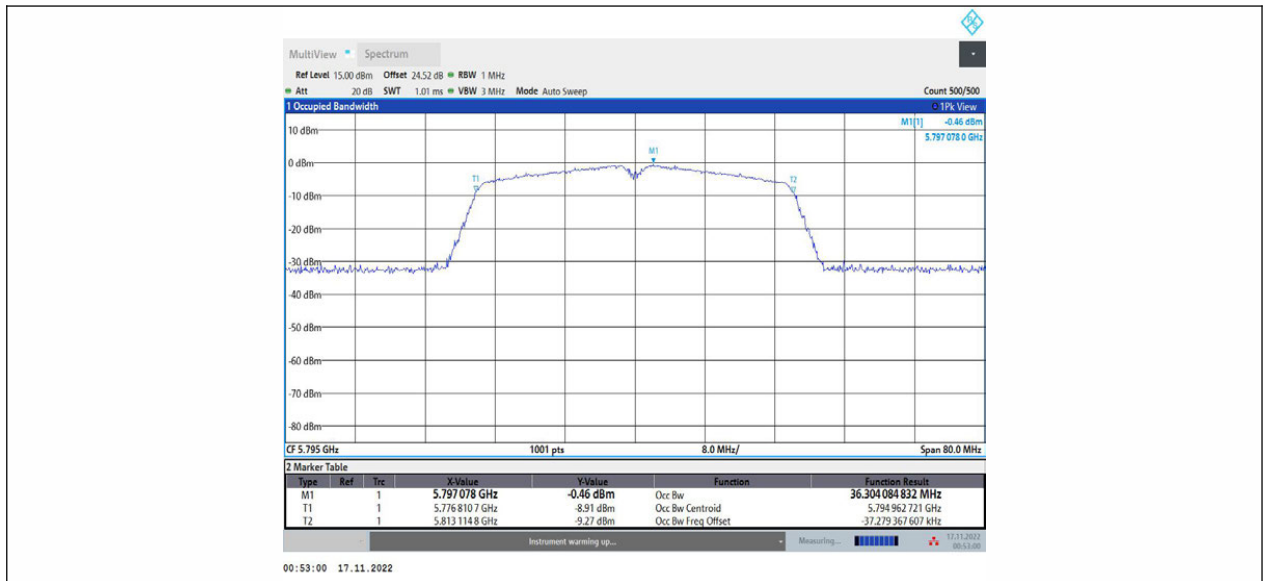 R&S
MultiView Spectrum
Ref Level 15.00 dBm Offset 24.52 dB RBW 1 MHz
Att 20 dB SWT 1.01 ms VBW 3 MHz Mode Auto Sweep Count 500/500
1 Occupied Bandwidth 1Pk View
M1[1] -0.46 dBm
5.797 078 0 GHz
10 dBm
M1
0 dBm
T1 T2
-10 dBm
-20 dBm
-30 dBm
-40 dBm
-50 dBm
-60 dBm
-70 dBm
-80 dBm
CF 5.795 GHz 1001 pts 8.0 MHz/ Span 80.0 MHz
2 Marker Table
Type Ref Trc X-Value Y-Value Function Function Result
M1 1 5.797 078 GHz -0.46 dBm Occ Bw 36.304 084 832 MHz
T1 1 5.776 810 7 GHz -8.91 dBm Occ Bw Centroid 5.794 962 721 GHz
T2 1 5.813 114 8 GHz -9.27 dBm Occ Bw Freq Offset -37.279 367 607 kHz
Instrument warming up... Measuring... 17.11.2022
00:53:00
00:53:00 17.11.2022